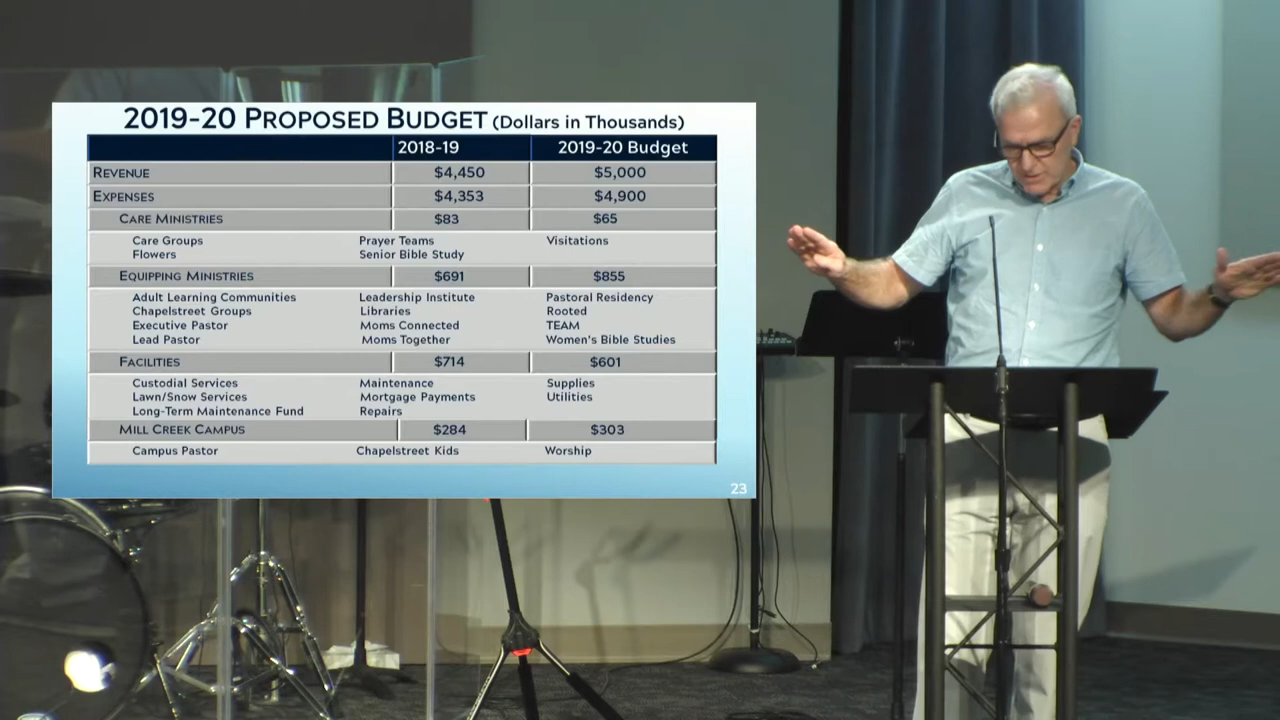 2019-20 PROPOSED BUDGET (Dollars in Thousands)
2018-19 2019-20 Budget
REVENUE $4,450 $5,000
EXPENSES $4,353 $4,900
CARE MINISTRIES $83 $65
Care Groups Prayer Teams Visitations
Flowers Senior Bible Study
EQUIPPING MINISTRIES $691 $855
Adult Learning Communities Leadership Institute Pastoral Residency
Chapelstreet Groups Libraries Rooted
Executive Pastor Moms Connected TEAM
Lead Pastor Moms Together Women's Bible Studies
FACILITIES $714 $601
Custodial Services Maintenance Supplies
Lawn/Snow Services Mortgage Payments Utilities
Long-Term Maintenance Fund Repairs
MILL CREEK CAMPUS $284 $303
Campus Pastor Chapelstreet Kids Worship
23